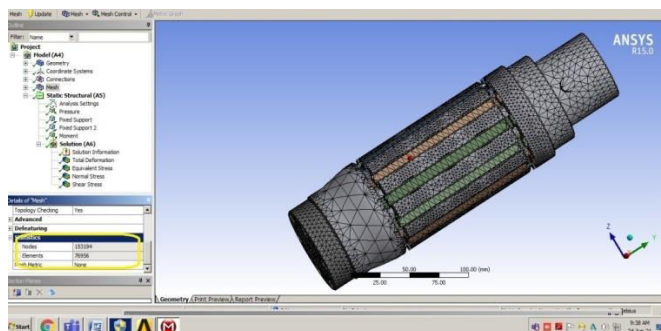 Mesh Update Mesh Mesh Control
Outline
Filter: Name
Project
Model (A4)
Geometry
Coordinate Systems
Connections
Mesh
Static Structural (A5)
Analysis Settings
Pressure
Fixed Support
Fixed Support 2
Moment
Solution (A6)
Solution Information
Total Deformation
Equivalent Stress
Normal Stress
Shear Stress
Details of "Mesh"
Topology Checking Yes
Advanced
Defeaturing
Statistics
Nodes 153194
Elements 76956
Mesh Metric None
ANSYS
R15.0
Z
Y
50.00 100.00 (mm)
25.00 75.00
Geometry Print Preview Report Preview
Start
9:38 AM